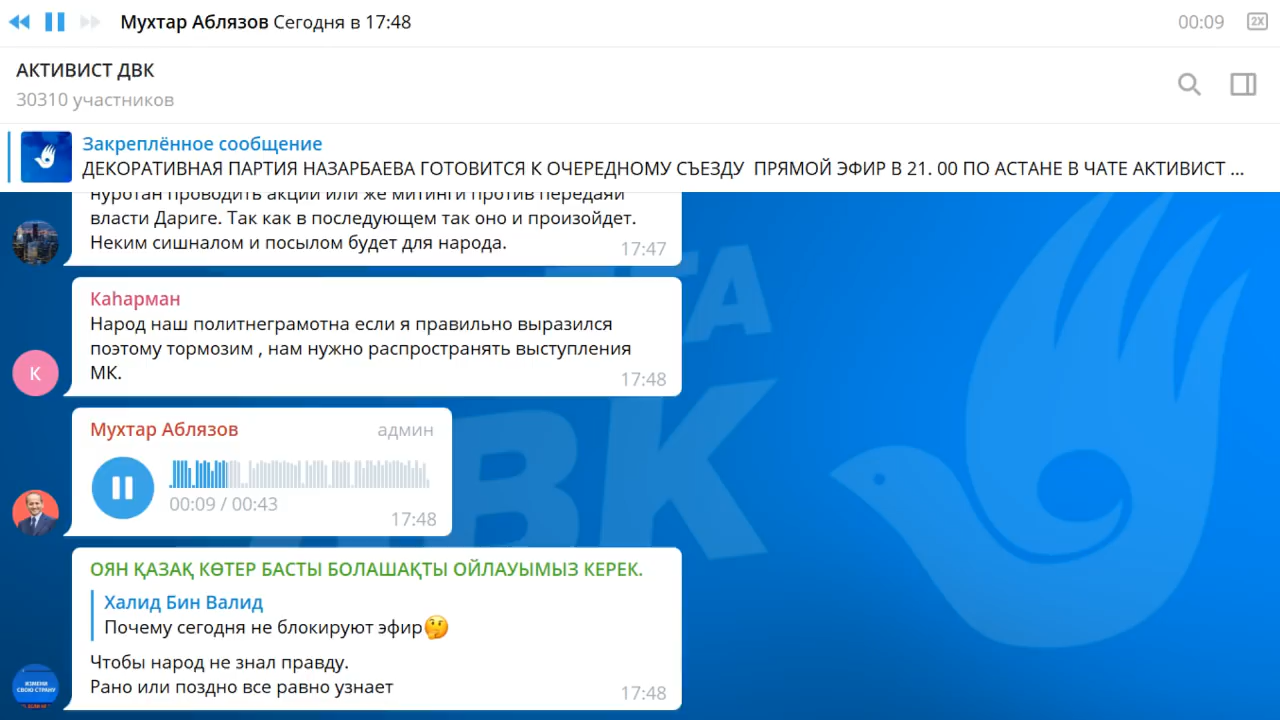 Мухтар Аблязов Сегодня в 17:48
00:09
2X
АКТИВИСТ ДВК
30310 участников
Закреплённое сообщение
ДЕКОРАТИВНАЯ ПАРТИЯ НАЗАРБАЕВА ГОТОВИТСЯ К ОЧЕРЕДНОМУ СЪЕЗДУ ПРЯМОЙ ЭФИР В 21. 00 ПО АСТАНЕ В ЧАТЕ АКТИВИСТ ...
нуротан проводить акции или же митинги против передаяи
власти Дариге. Так как в последующем так оно и произойдет.
Неким сишналом и посылом будет для народа.
17:47
Каһарман
Народ наш политнеграмотна если я правильно выразился
поэтому тормозим , нам нужно распространять выступления
МК.
17:48
К
Мухтар Аблязов
админ
00:09 / 00:43
17:48
ОЯН ҚАЗАҚ КӨТЕР БАСТЫ БОЛАШАҚТЫ ОЙЛАУЫМЫЗ КЕРЕК.
Халид Бин Валид
Почему сегодня не блокируют эфир🤔
Чтобы народ не знал правду.
Рано или поздно все равно узнает
17:48
ИЗМЕНИ
СВОЮ СТРАНУ
ДВК